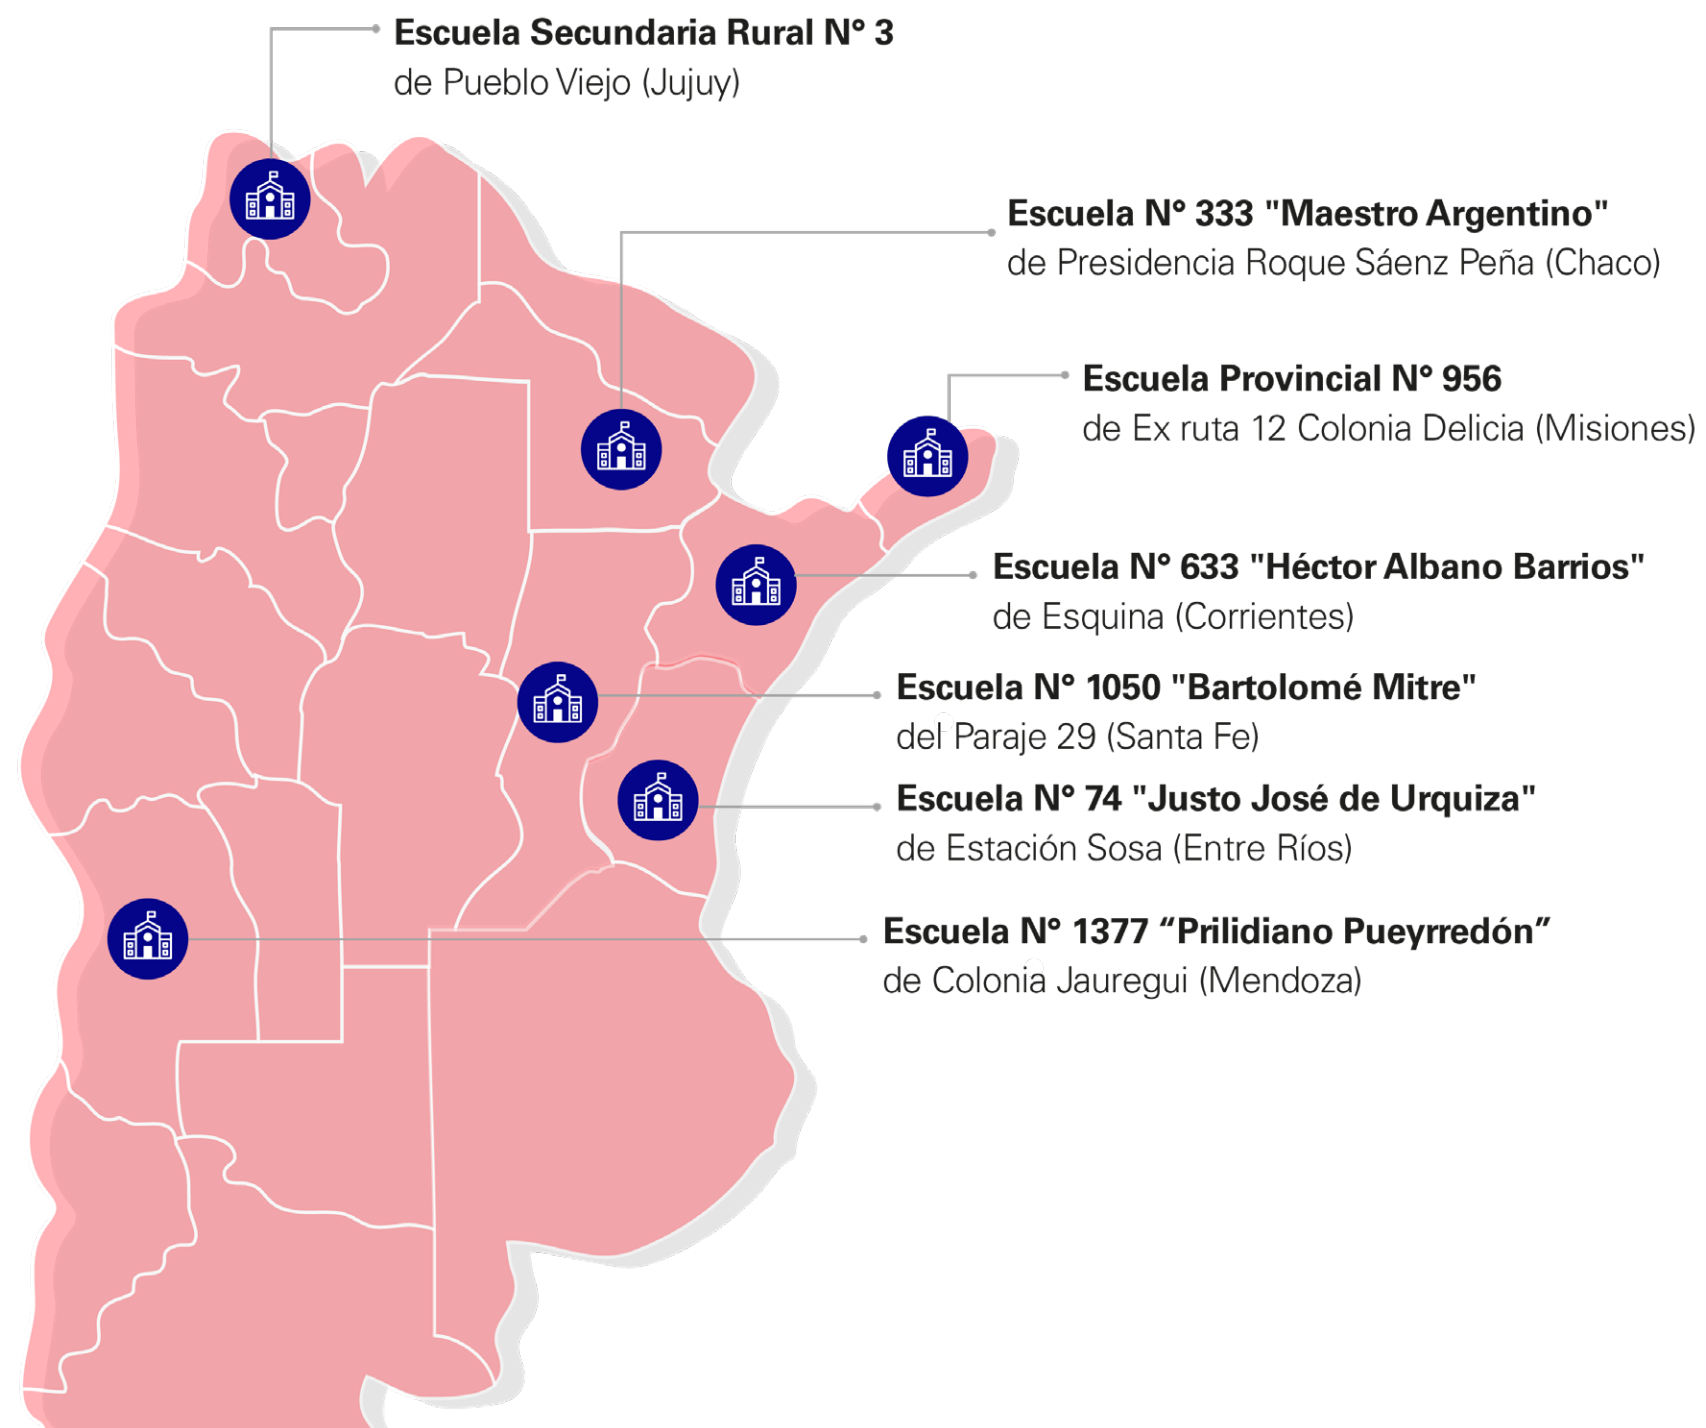 Escuela Secundaria Rural N° 3
de Pueblo Viejo (Jujuy)
Escuela N° 333 "Maestro Argentino"
de Presidencia Roque Sáenz Peña (Chaco)
Escuela Provincial N° 956
de Ex ruta 12 Colonia Delicia (Misiones)
Escuela N° 633 "Héctor Albano Barrios"
de Esquina (Corrientes)
Escuela N° 1050 "Bartolomé Mitre"
del Paraje 29 (Santa Fe)
Escuela N° 74 "Justo José de Urquiza"
de Estación Sosa (Entre Ríos)
Escuela N° 1377 “Prilidiano Pueyrredón”
de Colonia Jauregui (Mendoza)